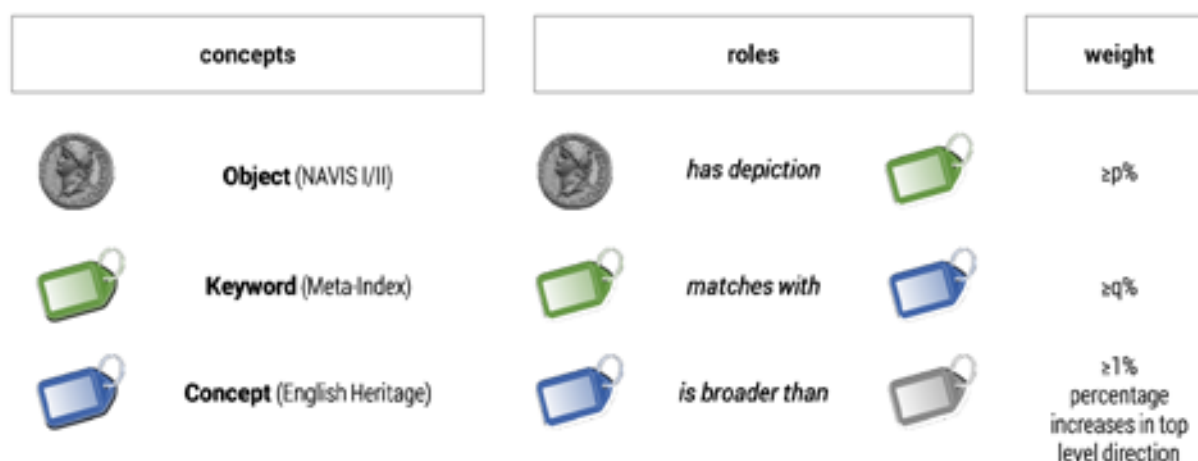 concepts roles weight
Object (NAVIS I/II) has depiction ≥p%
Keyword (Meta-Index) matches with ≥q%
Concept (English Heritage) is broader than ≥1%
percentage
increases in top
level direction